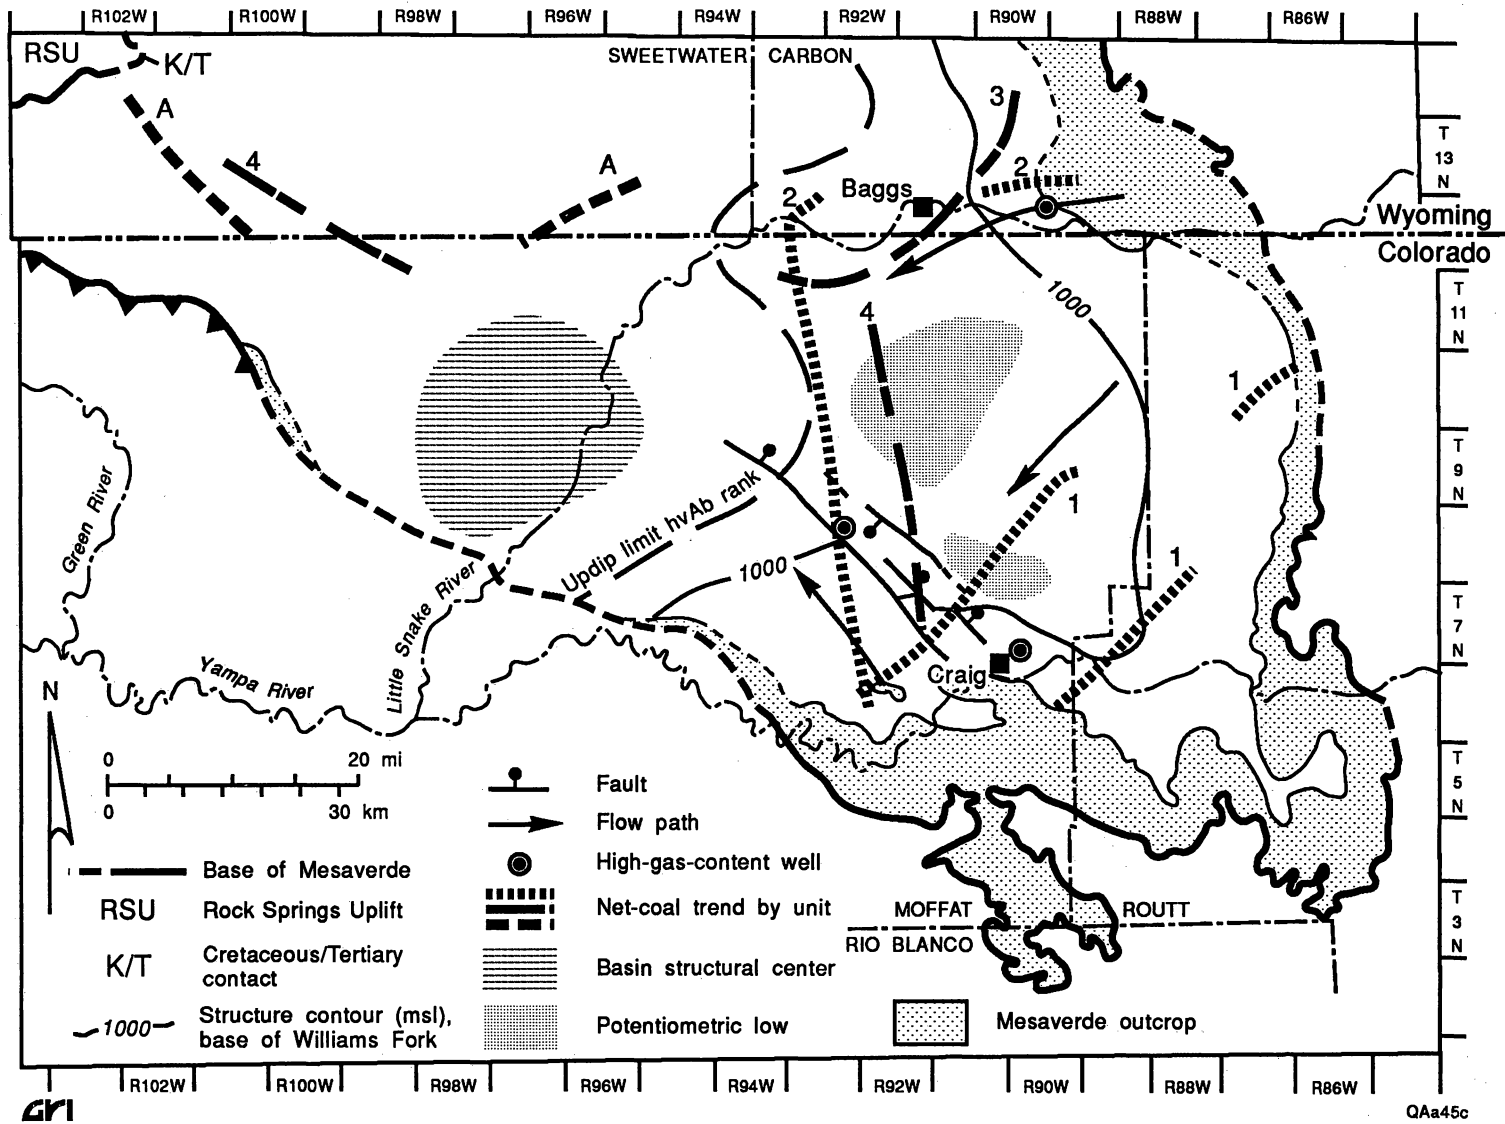 R102W R100W R98W R96W R94W R92W R90W R88W R86W
RSU
K/T
SWEETWATER CARBON
A
3
T
13
N
4
A
2
2
Baggs
Wyoming
Colorado
1000
T
11
N
4
1
T
9
N
Green River
Updip limit hvAb rank
1
1000
1
Little Snake River
T
7
N
Yampa River
Craig
N
0 20 mi
0 30 km
T
5
N
Fault
Flow path
High-gas-content well
Net-coal trend by unit
Basin structural center
Potentiometric low
Base of Mesaverde
RSU Rock Springs Uplift
K/T Cretaceous/Tertiary
contact
1000 Structure contour (msl),
base of Williams Fork
MOFFAT ROUTT
RIO BLANCO
T
3
N
Mesaverde outcrop
R102W R100W R98W R96W R94W R92W R90W R88W R86W
GRI
QAa45c